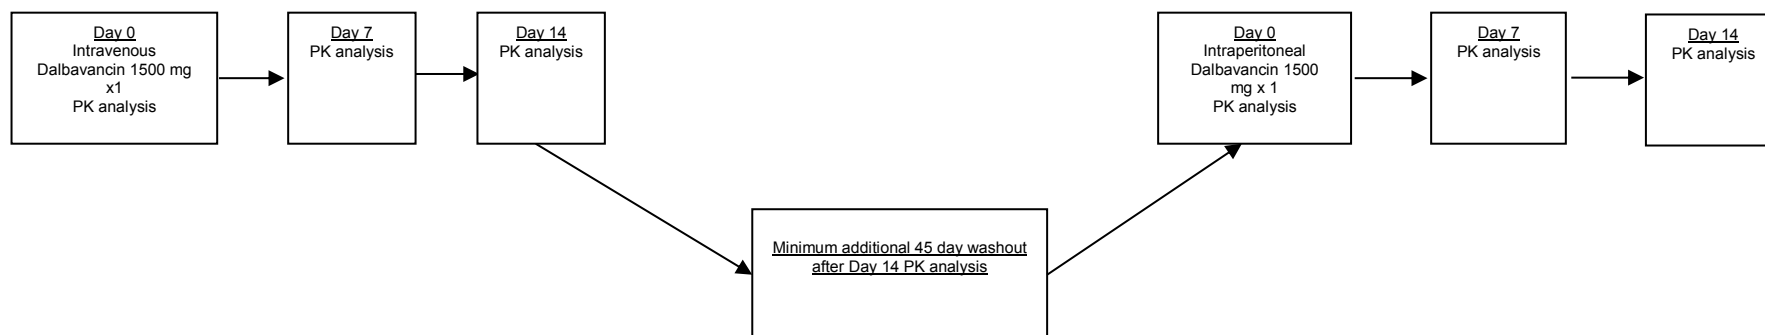 Day 0
Intravenous
Dalbavancin 1500 mg
x1
PK analysis
Day 7
PK analysis
Day 14
PK analysis
Minimum additional 45 day washout
after Day 14 PK analysis
Day 0
Intraperitoneal
Dalbavancin 1500
mg x 1
PK analysis
Day 7
PK analysis
Day 14
PK analysis